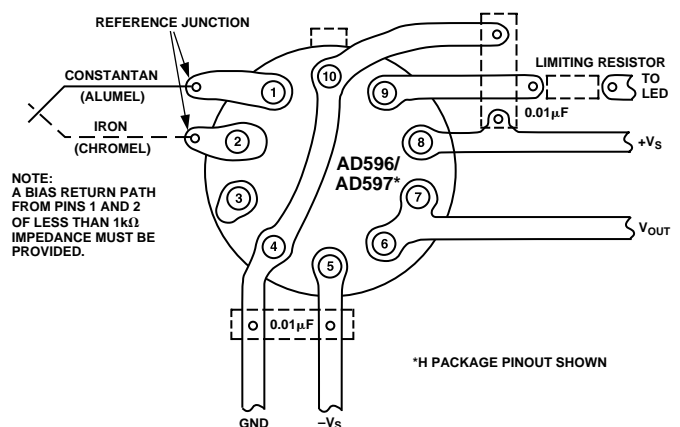 REFERENCE JUNCTION
CONSTANTAN
(ALUMEL)
IRON
(CHROMEL)
NOTE:
A BIAS RETURN PATH
FROM PINS 1 AND 2
OF LESS THAN 1kΩ
IMPEDANCE MUST BE
PROVIDED.
1
2
3
4
5
6
7
8
9
10
AD596/
AD597*
LIMITING RESISTOR
TO
LED
0.01μF
+VS
VOUT
0.01μF
GND
–VS
*H PACKAGE PINOUT SHOWN